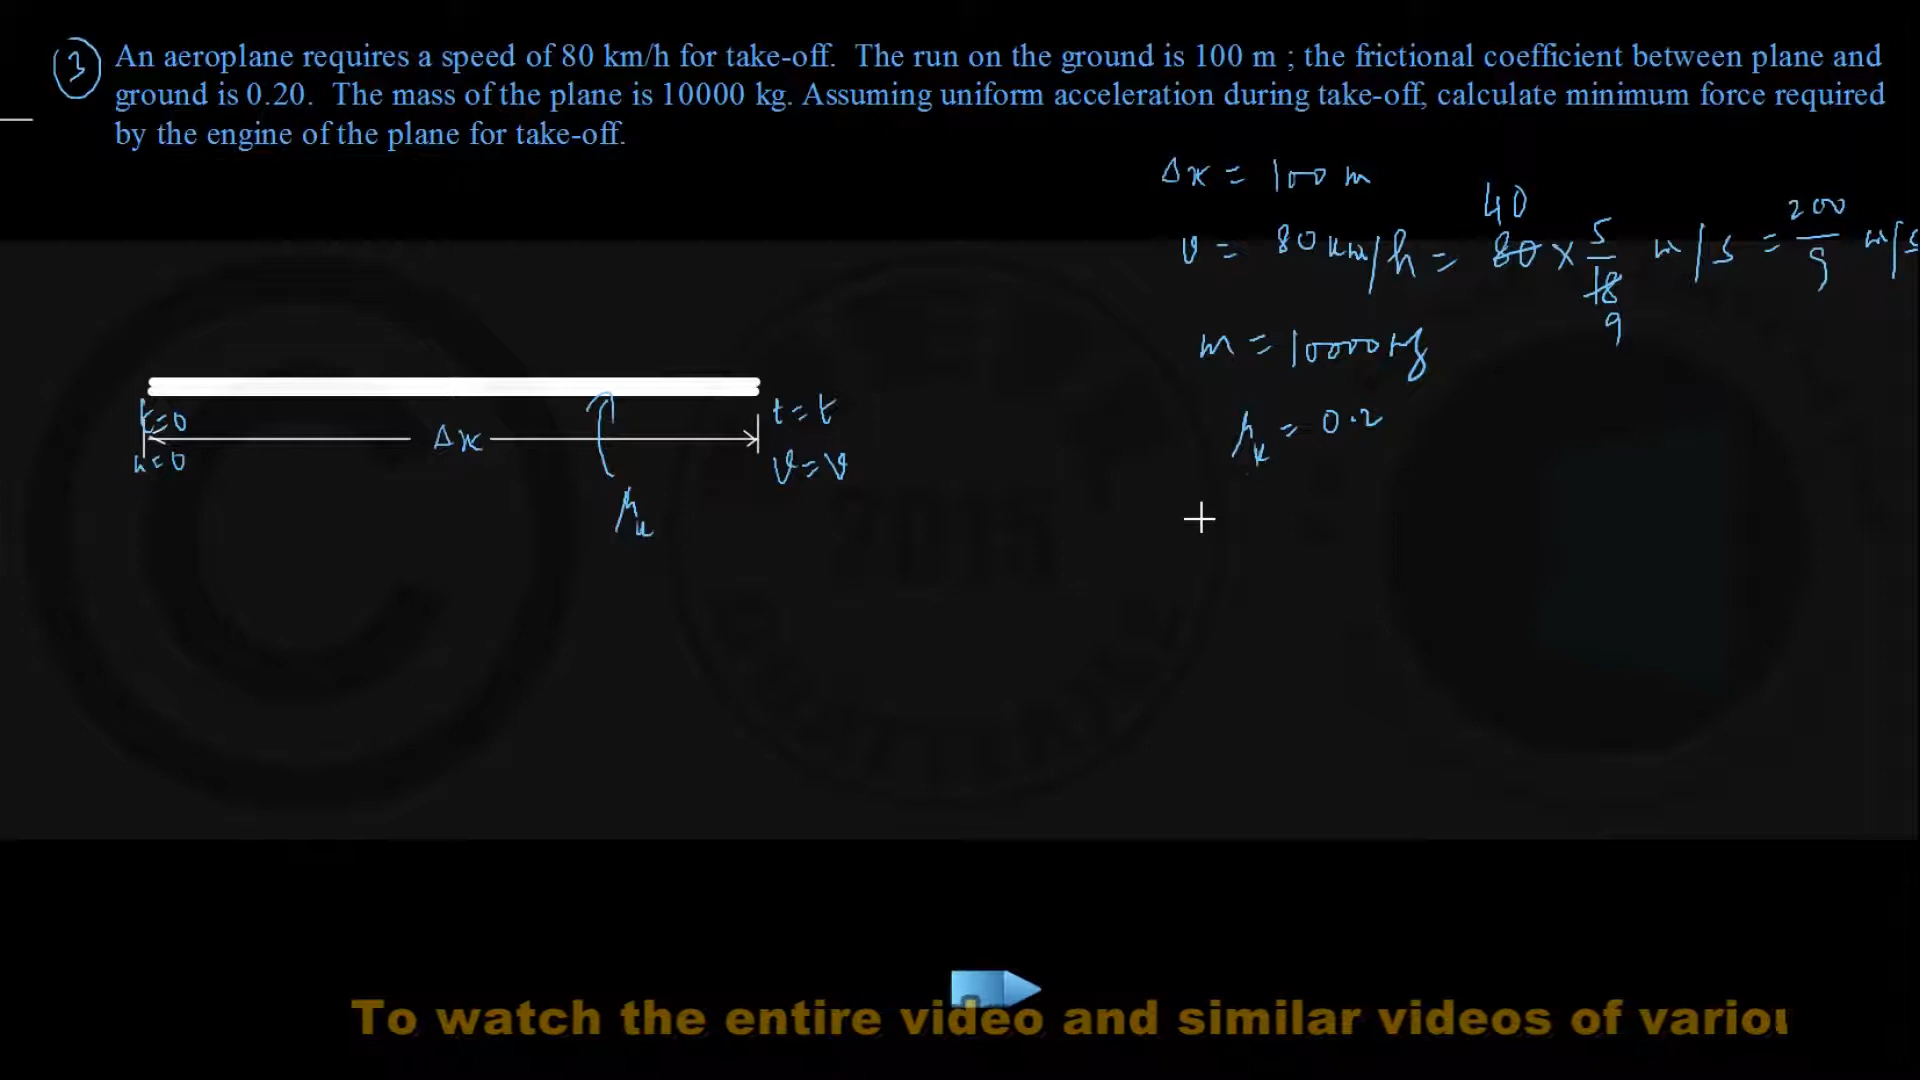 ③ An aeroplane requires a speed of 80 km/h for take-off. The run on the ground is 100 m ; the frictional coefficient between plane and
ground is 0.20. The mass of the plane is 10000 kg. Assuming uniform acceleration during take-off, calculate minimum force required
by the engine of the plane for take-off.
Δx = 100 m
40
v = 80 km/h = 80 × 5/18 m/s = 200/9 m/s
9
m = 10000 kg
μk = 0.2
t=0
u=0
Δx
t=t
v=v
μk
To watch the entire video and similar videos of variou